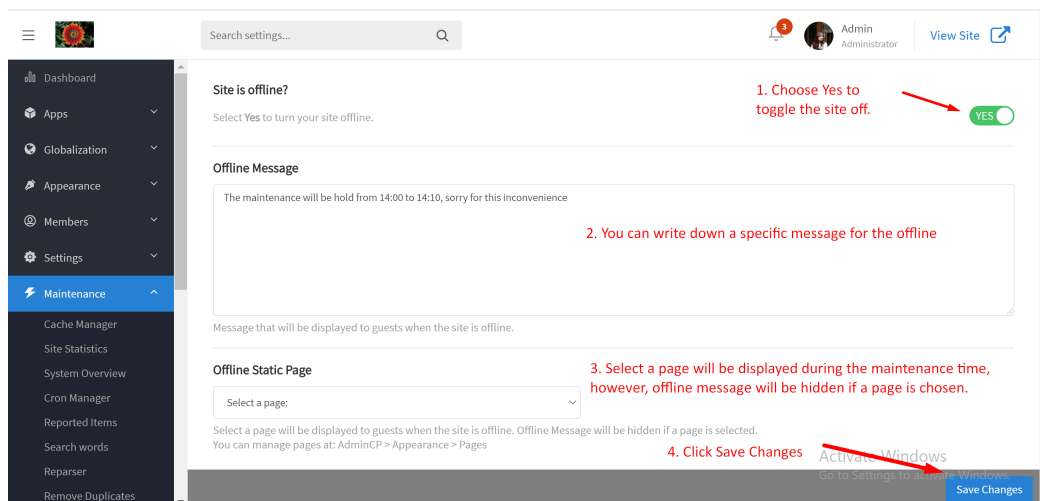 Search settings...
3
Admin
Administrator
View Site
Dashboard
Apps
Globalization
Appearance
Members
Settings
Maintenance
Cache Manager
Site Statistics
System Overview
Cron Manager
Reported Items
Search words
Reparser
Remove Duplicates
Site is offline?
Select Yes to turn your site offline.
1. Choose Yes to
toggle the site off.
YES
Offline Message
The maintenance will be hold from 14:00 to 14:10, sorry for this inconvenience
2. You can write down a specific message for the offline
Message that will be displayed to guests when the site is offline.
Offline Static Page
3. Select a page will be displayed during the maintenance time,
however, offline message will be hidden if a page is chosen.
Select a page:
Select a page will be displayed to guests when the site is offline. Offline Message will be hidden if a page is selected.
You can manage pages at: AdminCP > Appearance > Pages
4. Click Save Changes
Activate Windows
Go to Settings to activate Windows.
Save Changes